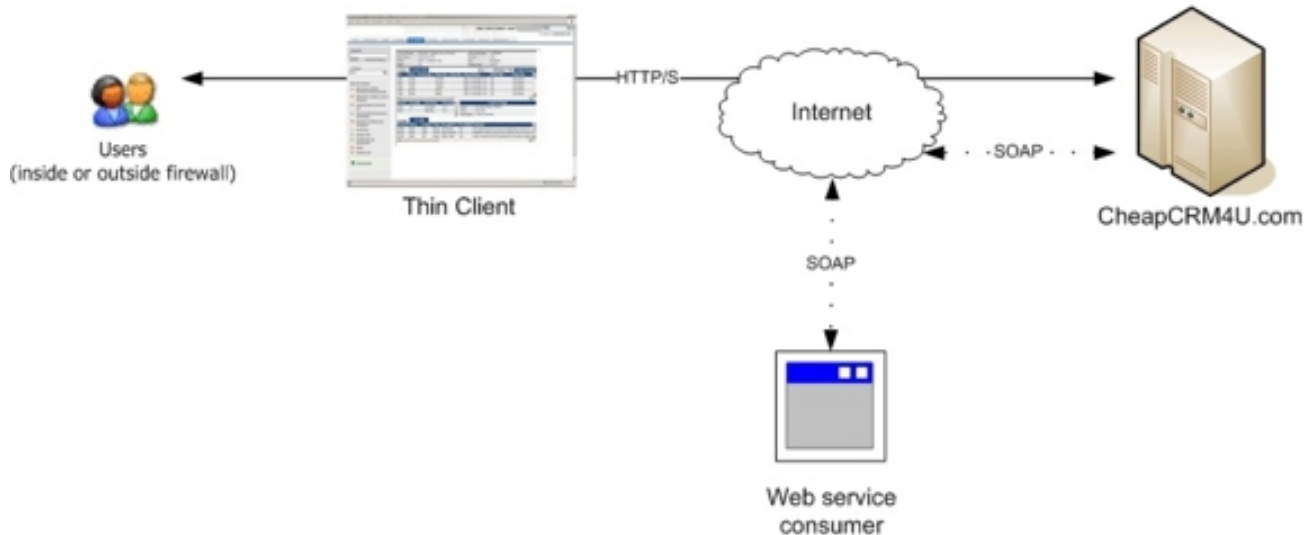 HTTP/S
Internet
Users
(inside or outside firewall)
Thin Client
SOAP
CheapCRM4U.com
SOAP
Web service
consumer